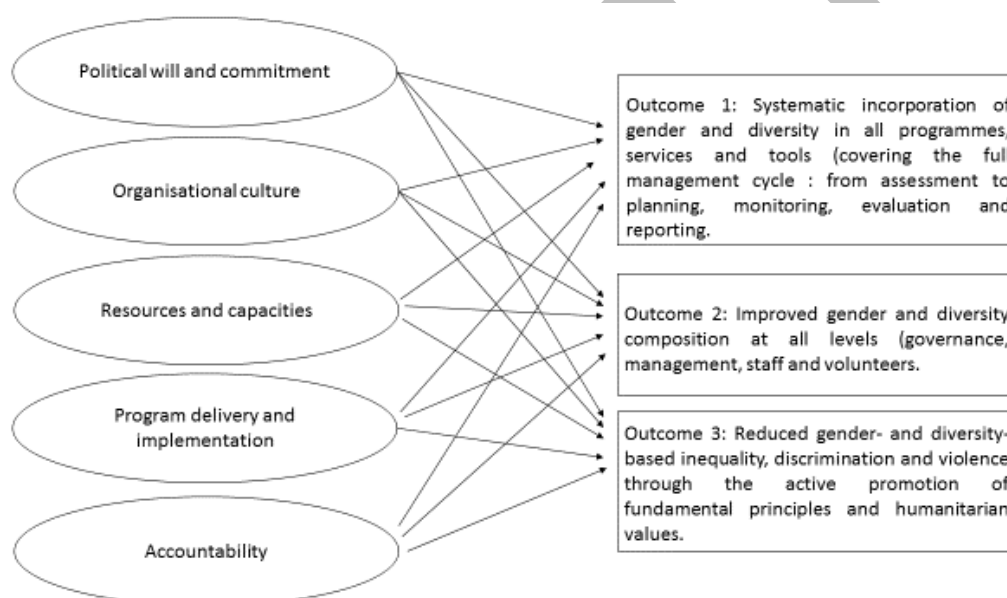 Political will and commitment
Organisational culture
Resources and capacities
Program delivery and
implementation
Accountability
Outcome 1: Systematic incorporation of
gender and diversity in all programmes,
services and tools (covering the full
management cycle : from assessment to
planning, monitoring, evaluation and
reporting.
Outcome 2: Improved gender and diversity
composition at all levels (governance,
management, staff and volunteers.
Outcome 3: Reduced gender- and diversity-
based inequality, discrimination and violence
through the active promotion of
fundamental principles and humanitarian
values.